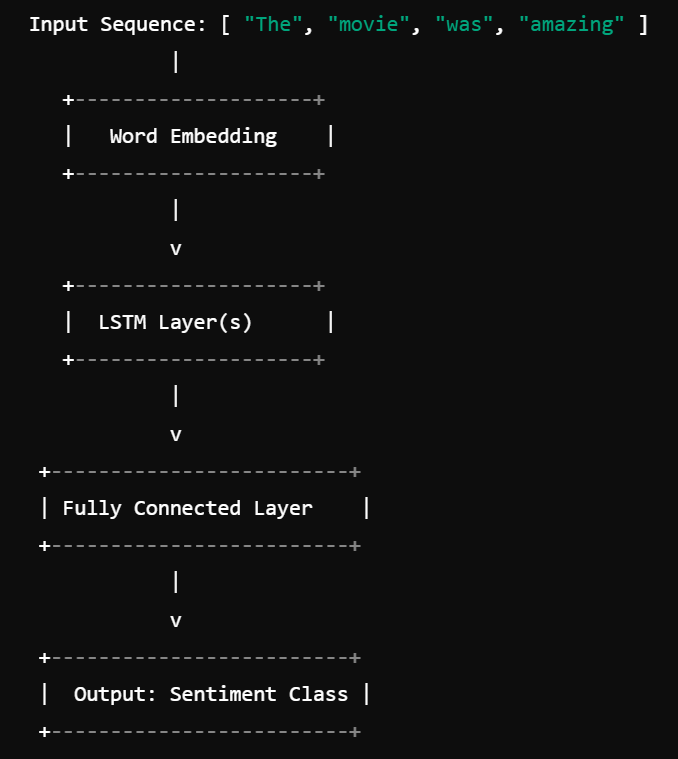 Input Sequence: [ "The", "movie", "was", "amazing" ]
|
+--------------------+
|   Word Embedding    |
+--------------------+
|
v
+--------------------+
|  LSTM Layer(s)      |
+--------------------+
|
v
+-------------------------+
| Fully Connected Layer    |
+-------------------------+
|
v
+-------------------------+
|  Output: Sentiment Class |
+-------------------------+